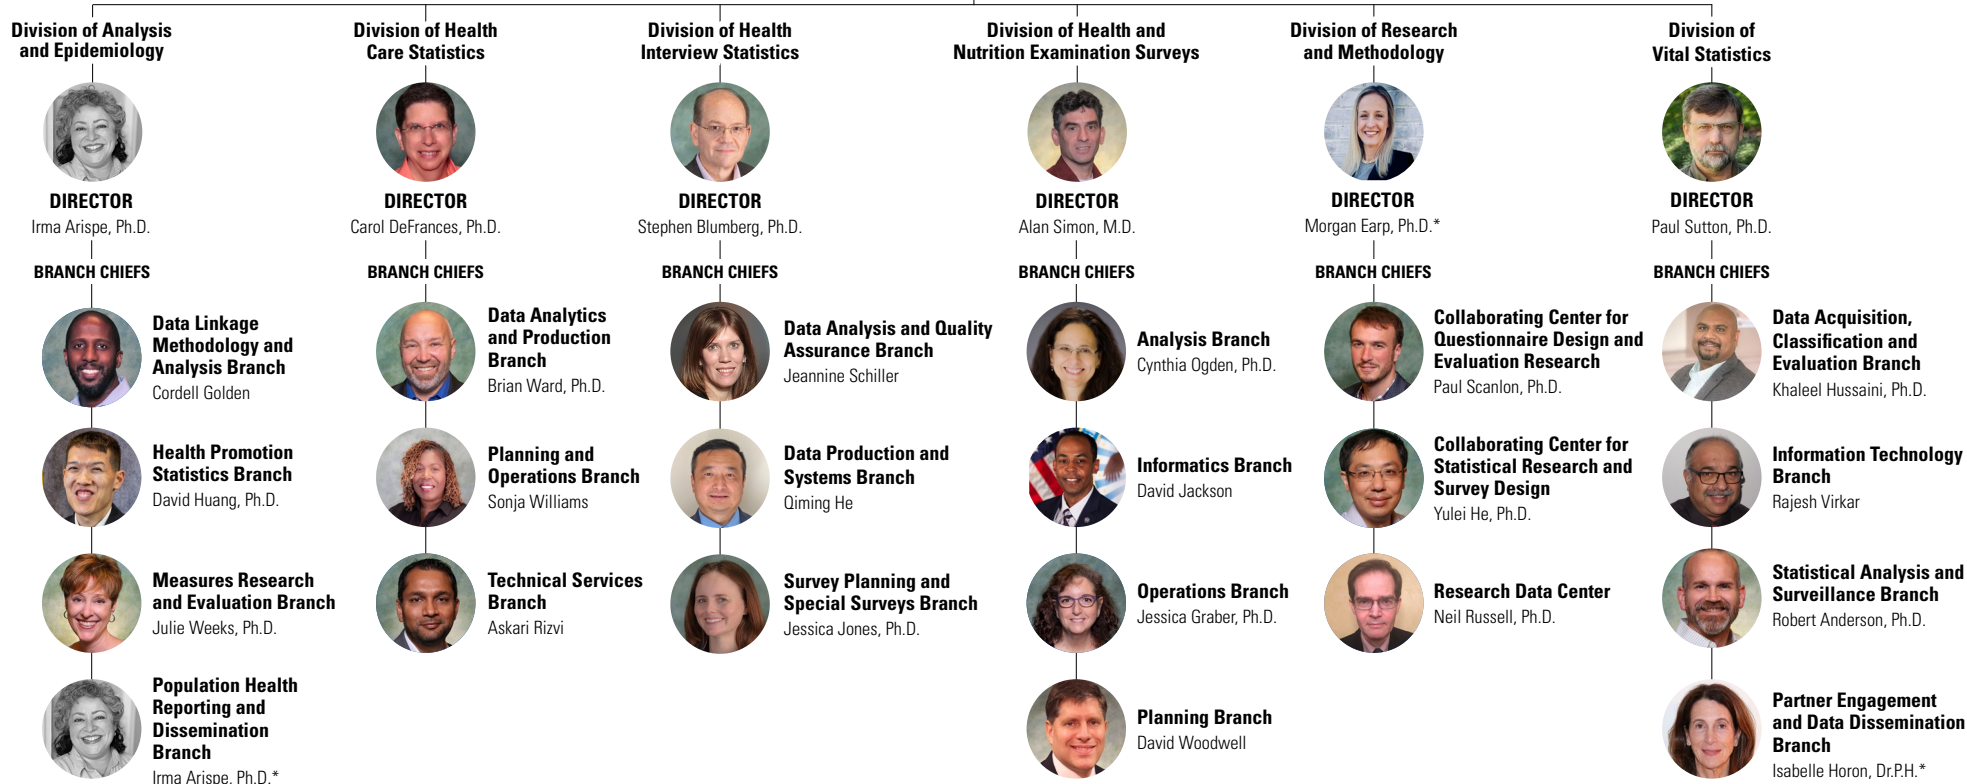 Division of Analysis
and Epidemiology
DIRECTOR
Irma Arispe, Ph.D.
BRANCH CHIEFS
Data Linkage
Methodology and
Analysis Branch
Cordell Golden
Health Promotion
Statistics Branch
David Huang, Ph.D.
Measures Research
and Evaluation Branch
Julie Weeks, Ph.D.
Population Health
Reporting and
Dissemination
Branch
Irma Arispe, Ph.D.*
Division of Health
Care Statistics
DIRECTOR
Carol DeFrances, Ph.D.
BRANCH CHIEFS
Data Analytics
and Production
Branch
Brian Ward, Ph.D.
Planning and
Operations Branch
Sonja Williams
Technical Services
Branch
Askari Rizvi
Division of Health
Interview Statistics
DIRECTOR
Stephen Blumberg, Ph.D.
BRANCH CHIEFS
Data Analysis and Quality
Assurance Branch
Jeannine Schiller
Data Production and
Systems Branch
Qiming He
Survey Planning and
Special Surveys Branch
Jessica Jones, Ph.D.
Division of Health and
Nutrition Examination Surveys
DIRECTOR
Alan Simon, M.D.
BRANCH CHIEFS
Analysis Branch
Cynthia Ogden, Ph.D.
Informatics Branch
David Jackson
Operations Branch
Jessica Graber, Ph.D.
Planning Branch
David Woodwell
Division of Research
and Methodology
DIRECTOR
Morgan Earp, Ph.D.*
BRANCH CHIEFS
Collaborating Center for
Questionnaire Design and
Evaluation Research
Paul Scanlon, Ph.D.
Collaborating Center for
Statistical Research and
Survey Design
Yulei He, Ph.D.
Research Data Center
Neil Russell, Ph.D.
Division of
Vital Statistics
DIRECTOR
Paul Sutton, Ph.D.
BRANCH CHIEFS
Data Acquisition,
Classification and
Evaluation Branch
Khaleel Hussaini, Ph.D.
Information Technology
Branch
Rajesh Virkar
Statistical Analysis and
Surveillance Branch
Robert Anderson, Ph.D.
Partner Engagement
and Data Dissemination
Branch
Isabelle Horon, Dr.P.H.*